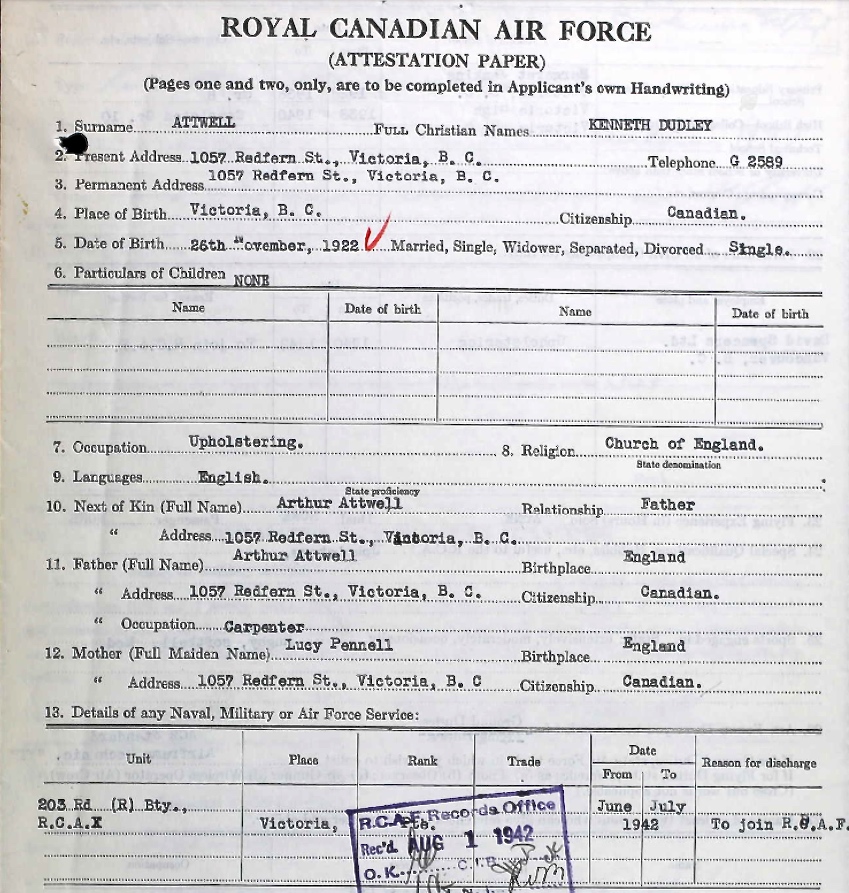 ROYAL CANADIAN AIR FORCE
(ATTESTATION PAPER)
(Pages one and two, only, are to be completed in Applicant's own Handwriting)
1. Surname ATTWELL FULL Christian Names KENNETH DUDLEY
2. Present Address 1057 Redfern St., Victoria, B. C. Telephone G 2589
3. Permanent Address 1057 Redfern St., Victoria, B. C.
4. Place of Birth Victoria, B. C. Citizenship Canadian.
5. Date of Birth 26th November, 1922 Married, Single, Widower, Separated, Divorced Single.
6. Particulars of Children NONE
Name Date of birth Name Date of birth
7. Occupation Upholstering. 8. Religion Church of England.
State denomination
9. Languages English.
State proficiency
10. Next of Kin (Full Name) Arthur Attwell Relationship Father
" Address 1057 Redfern St., Victoria, B. C.
11. Father (Full Name) Arthur Attwell Birthplace England
" Address 1057 Redfern St., Victoria, B. C. Citizenship Canadian.
" Occupation Carpenter
12. Mother (Full Maiden Name) Lucy Pennell Birthplace England
" Address 1057 Redfern St., Victoria, B. C Citizenship Canadian.
13. Details of any Naval, Military or Air Force Service:
Unit Place Rank Trade Date Reason for discharge
From To
203 Rd (R) Bty., June July
R.C.A.X Victoria, Pte. 1942 To join R.C.A.F.
R.C.A.F. Records Office
Rec'd AUG 1 1942
O.K.